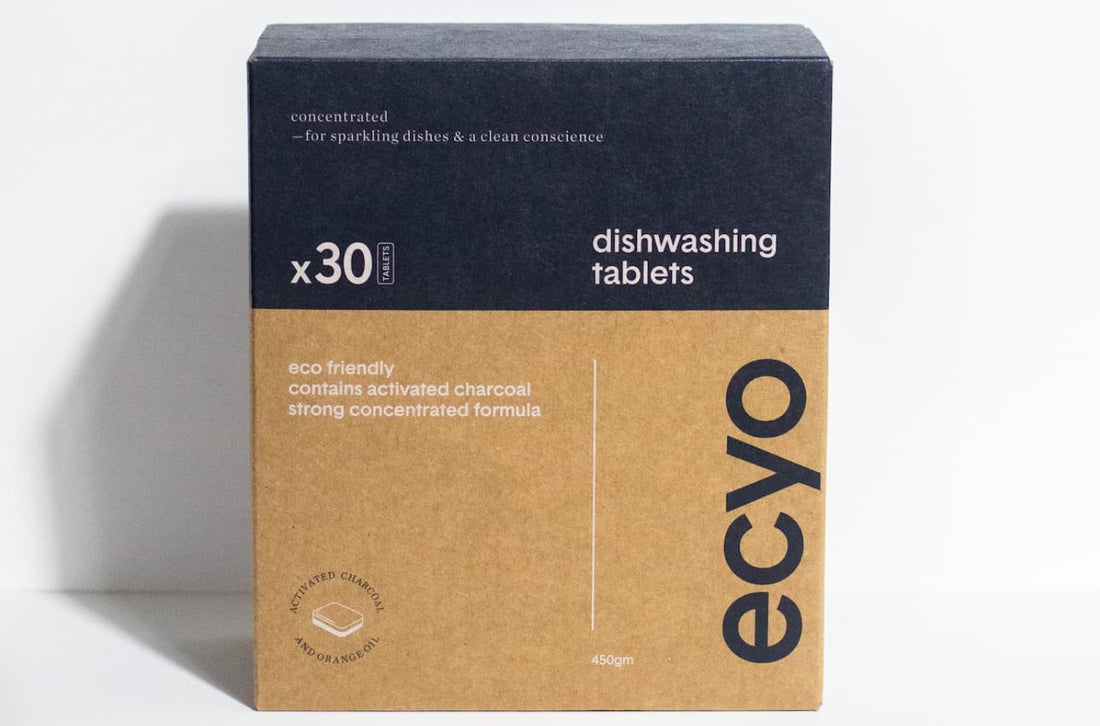 concentrated
—for sparkling dishes & a clean conscience
x30 TABLETS
dishwashing
tablets
eco friendly
contains activated charcoal
strong concentrated formula
ecyo
ACTIVATED CHARCOAL
AND ORANGE OIL
450gm